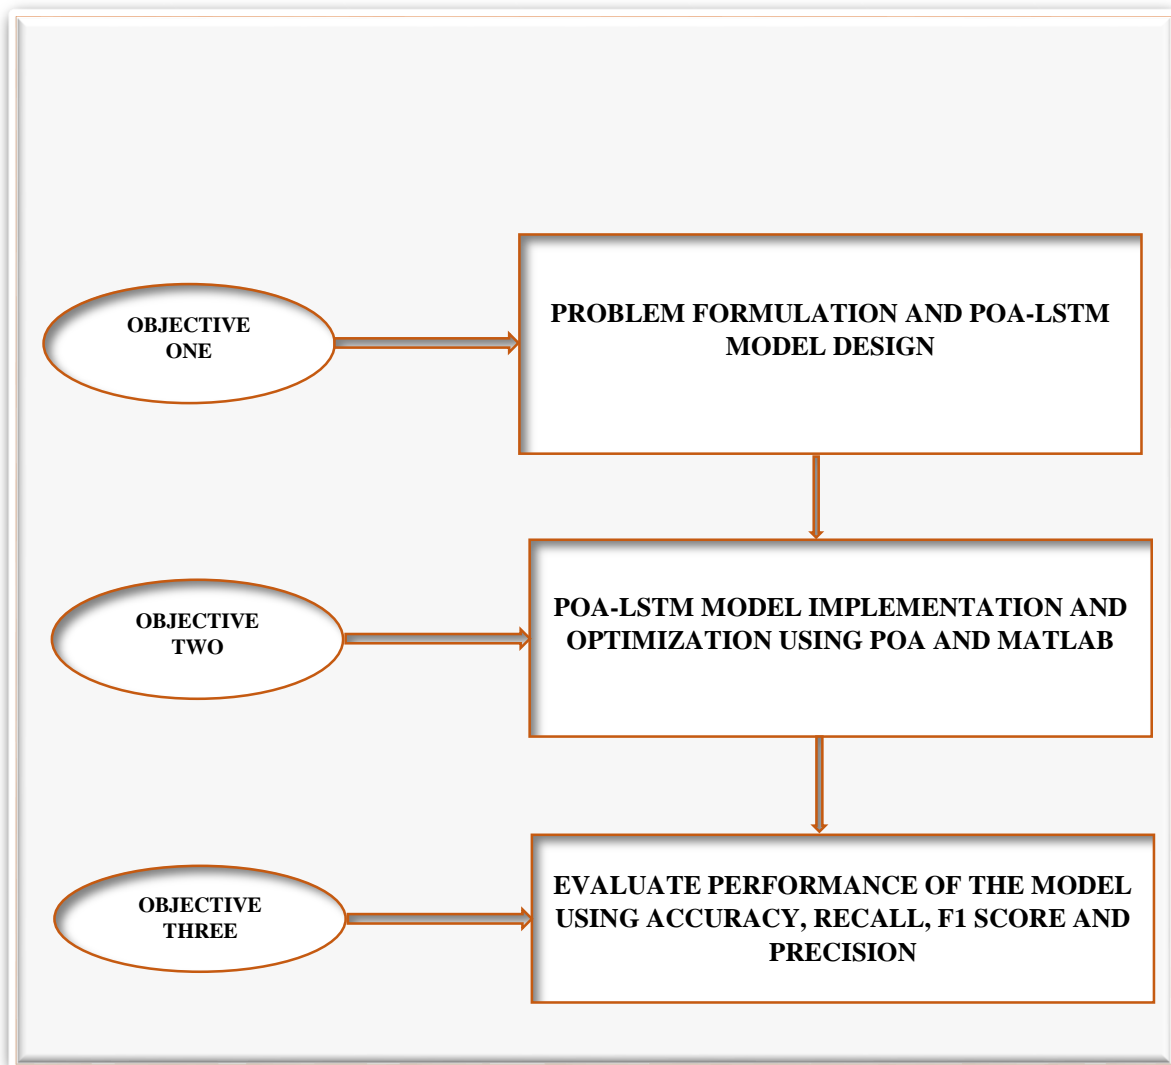 OBJECTIVE
ONE
PROBLEM FORMULATION AND POA-LSTM
MODEL DESIGN
OBJECTIVE
TWO
POA-LSTM MODEL IMPLEMENTATION AND
OPTIMIZATION USING POA AND MATLAB
OBJECTIVE
THREE
EVALUATE PERFORMANCE OF THE MODEL
USING ACCURACY, RECALL, F1 SCORE AND
PRECISION